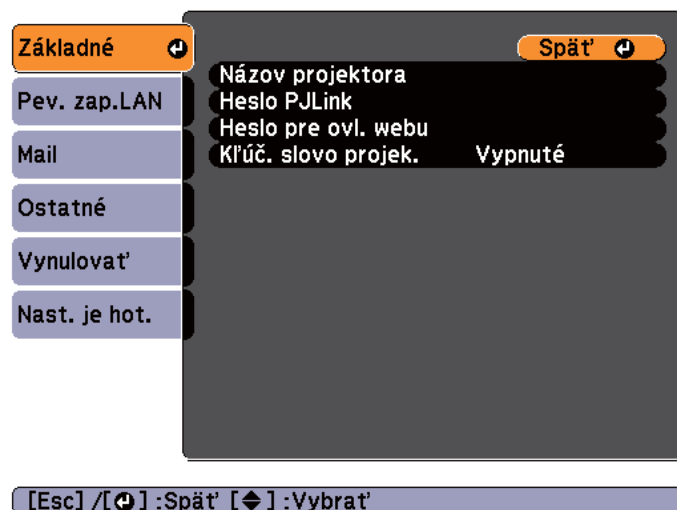 Základné
Pev. zap.LAN
Mail
Ostatné
Vynulovať
Nast. je hot.
Späť
Názov projektora
Heslo PJLink
Heslo pre ovl. webu
Kľúč. slovo projek. Vypnuté
[Esc] /[⏎] :Späť [◆] :Vybrať